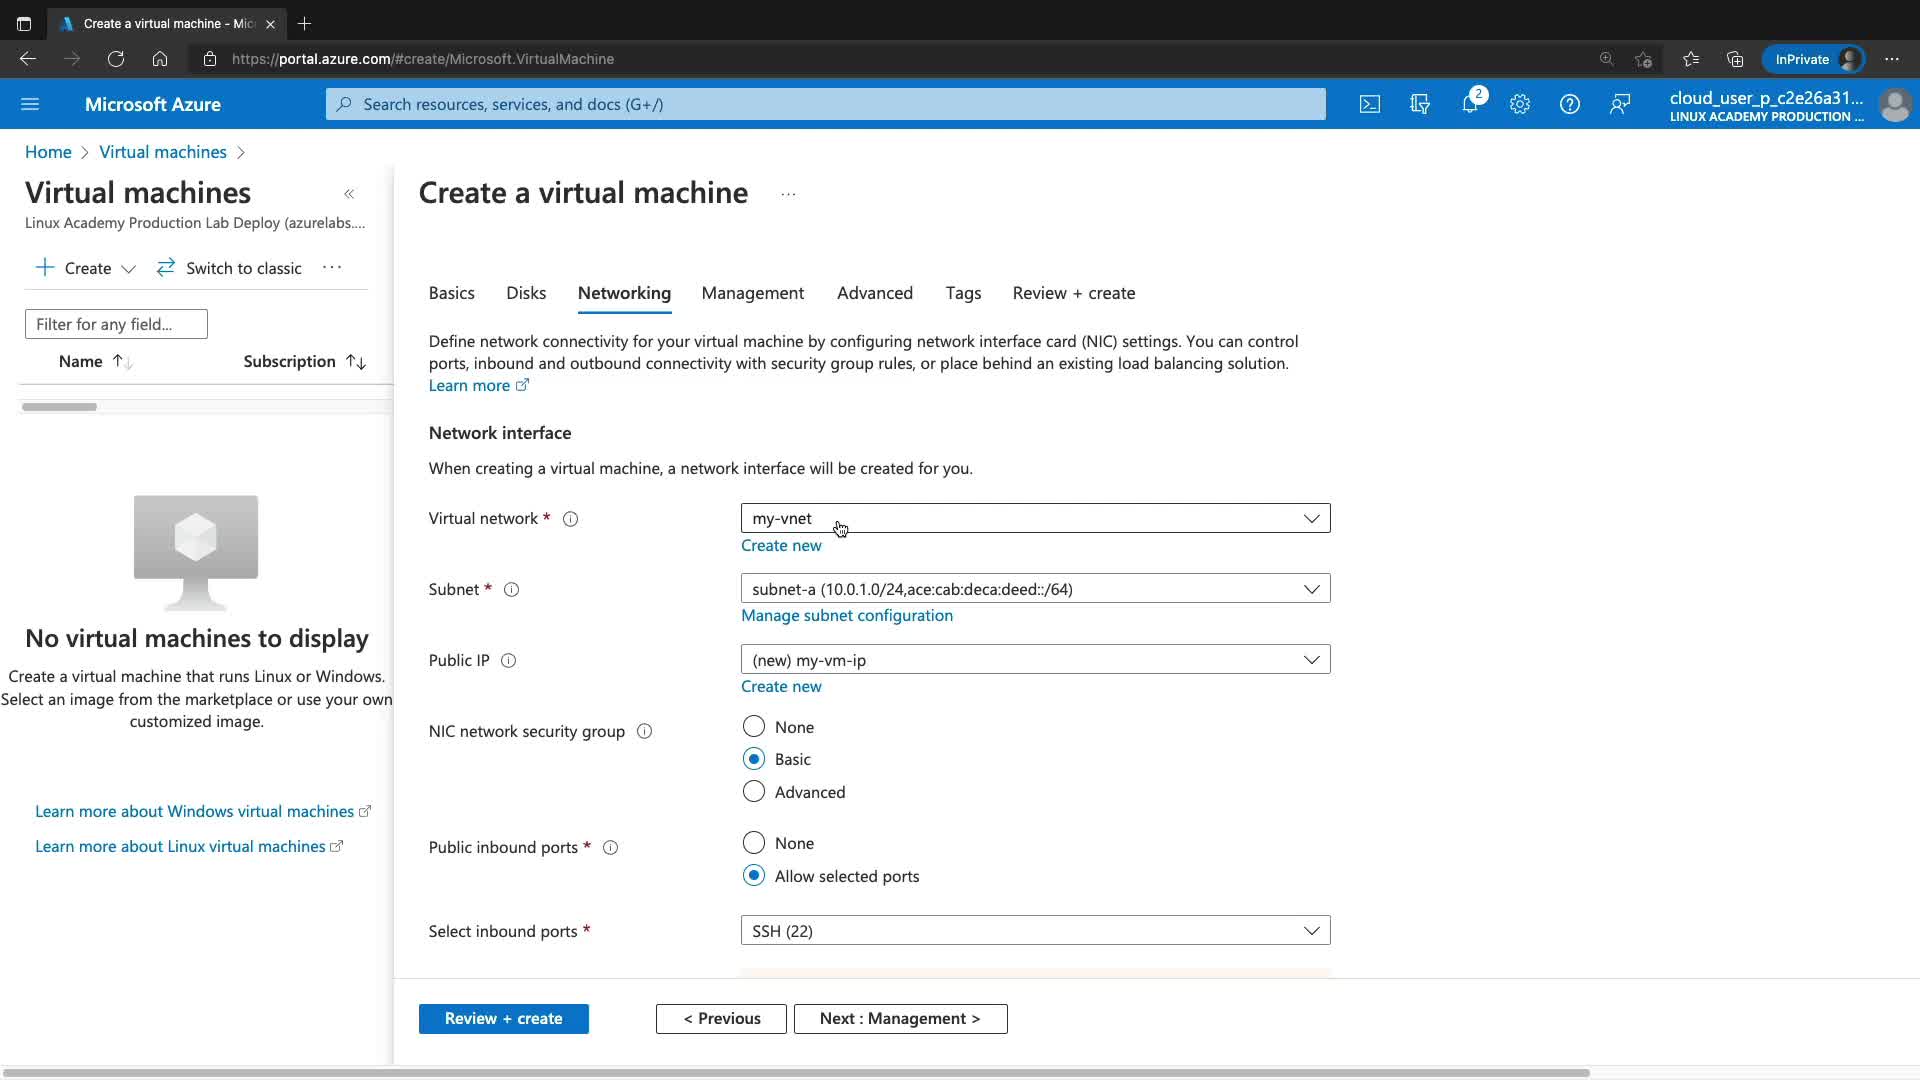 Create a virtual machine - Mic
https://portal.azure.com/#create/Microsoft.VirtualMachine
InPrivate
Microsoft Azure
Search resources, services, and docs (G+/)
2
cloud_user_p_c2e26a31...
LINUX ACADEMY PRODUCTION ...
Home > Virtual machines >
Virtual machines
Linux Academy Production Lab Deploy (azurelabs....
Create
Switch to classic
...
Filter for any field...
Name
Subscription
No virtual machines to display
Create a virtual machine that runs Linux or Windows.
Select an image from the marketplace or use your own
customized image.
Learn more about Windows virtual machines
Learn more about Linux virtual machines
Create a virtual machine
...
Basics
Disks
Networking
Management
Advanced
Tags
Review + create
Define network connectivity for your virtual machine by configuring network interface card (NIC) settings. You can control
ports, inbound and outbound connectivity with security group rules, or place behind an existing load balancing solution.
Learn more
Network interface
When creating a virtual machine, a network interface will be created for you.
Virtual network *
my-vnet
Create new
Subnet *
subnet-a (10.0.1.0/24,ace:cab:deca:deed::/64)
Manage subnet configuration
Public IP
(new) my-vm-ip
Create new
NIC network security group
None
Basic
Advanced
Public inbound ports *
None
Allow selected ports
Select inbound ports *
SSH (22)
Review + create
< Previous
Next : Management >